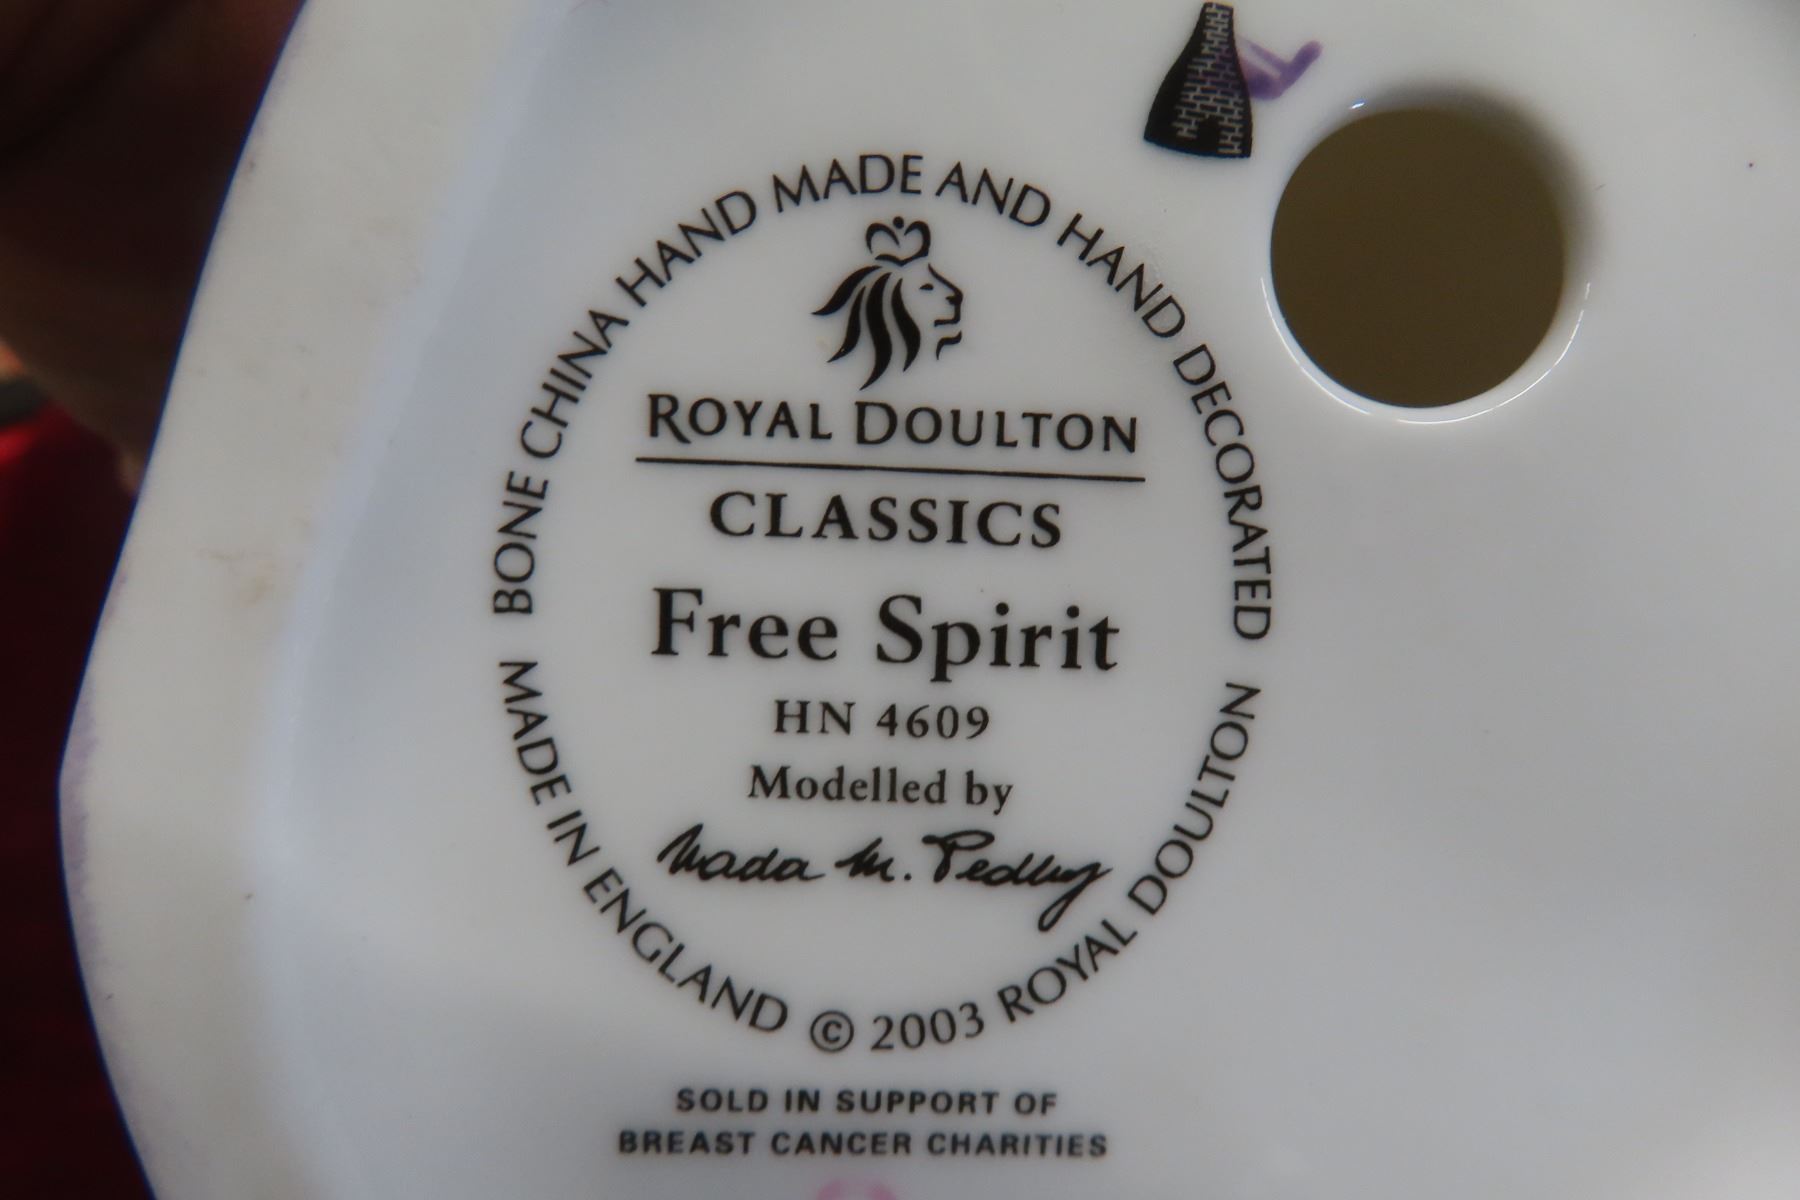 BONE CHINA HAND MADE AND HAND DECORATED
ROYAL DOULTON
CLASSICS
Free Spirit
HN 4609
Modelled by
Nada M. Pedley
MADE IN ENGLAND © 2003 ROYAL DOULTON
SOLD IN SUPPORT OF
BREAST CANCER CHARITIES